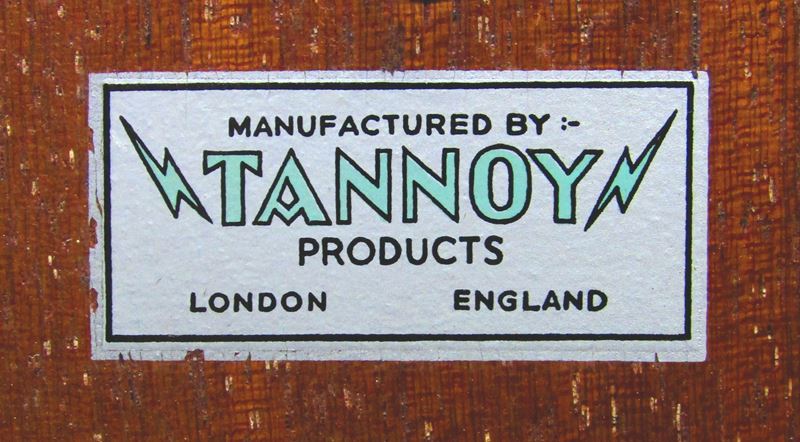 MANUFACTURED BY :-
TANNOY
PRODUCTS
LONDON ENGLAND